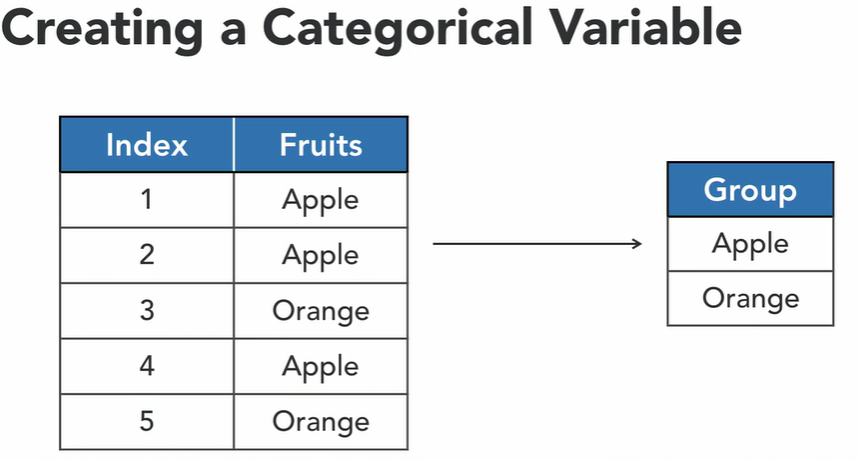 Creating a Categorical Variable
Index Fruits
1 Apple
2 Apple
3 Orange
4 Apple
5 Orange
Group
Apple
Orange